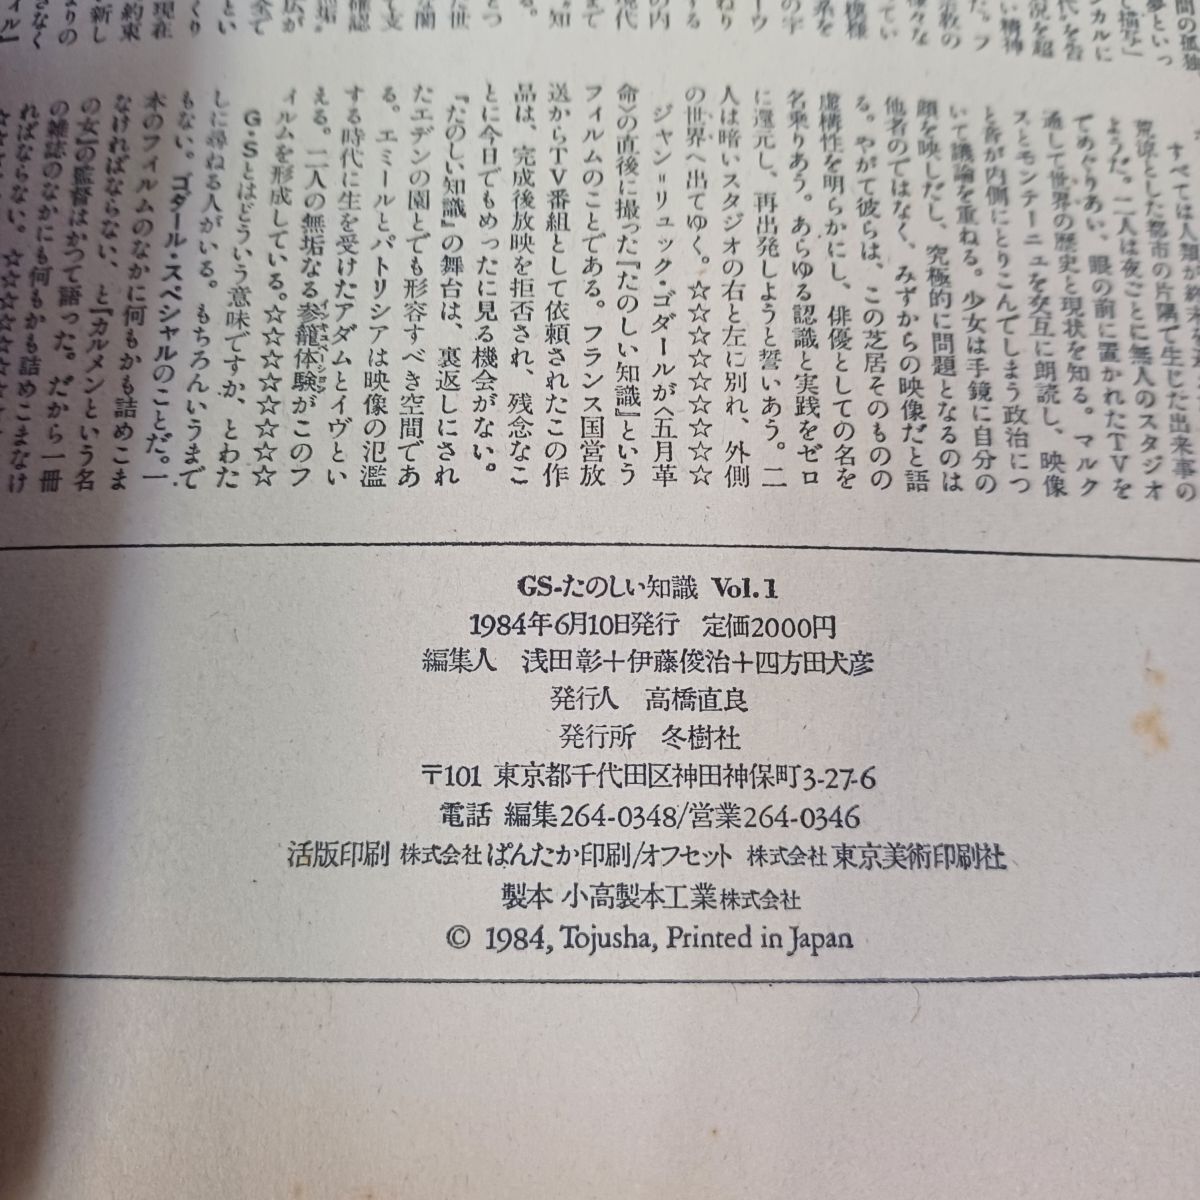 間の孤独
夢といっ
て描写」
況を超
い精神
た。フ
宗教の
荒涼とした都市の片隅で生じた出来事の
ようだ。二人は夜ごとに無人のスタジオ
でめぐりあい、眼の前に置かれたTVを
通して世界の歴史と現状を知る。マルク
スとモンテーニュを交互に朗読し、映像
と音が内側にとりこんでしまう政治につ
いて議論を重ねる。少女は手鏡に自分の
顔を映しだし、究極的に問題となるのは
他者のではなく、みずからの映像だと語
る。やがて彼らは、この芝居そのものの
虚構性を明らかにし、俳優としての名を
名乗りあう。あらゆる認識と実践をゼロ
に還元し、再出発しようと誓いあう。二
人は暗いスタジオの右と左に別れ、外側
の世界へ出てゆく。☆☆☆☆☆☆☆☆
ジャン＝リュック・ゴダールが〈五月革
命〉の直後に撮った『たのしい知識』という
フィルムのことである。フランス国営放
送からTV番組として依頼されたこの作
品は、完成後放映を拒否され、残念なこ
とに今日でもめったに見る機会がない。
『たのしい知識』の舞台は、裏返しにされ
たエデンの園とでも形容すべき空間であ
る。エミールとパトリシアは映像の氾濫
する時代に生を受けたアダムとイヴとい
える。二人の無垢なる参籠体験がこのフ
インキュベーション
ィルムを形成している。☆☆☆☆☆☆☆
G・Sとはどういう意味ですか、とわた
しに尋ねる人がいる。もちろんいうまで
もない。ゴダール・スペシャルのことだ。一
本のフィルムのなかに何もかも詰めこま
なければならない、と『カルメンという名
の女』の監督はかつて語った。だから一冊
の雑誌のなかにも何もかも詰めこまなけ
ればならない。☆☆☆☆☆☆☆
GS-たのしい知識 Vol.1
1984年6月10日発行 定価2000円
編集人 浅田彰＋伊藤俊治＋四方田犬彦
発行人 高橋直良
発行所 冬樹社
〒101 東京都千代田区神田神保町3-27-6
電話 編集264-0348/営業264-0346
活版印刷 株式会社ぱんたか印刷/オフセット 株式会社東京美術印刷社
製本 小高製本工業株式会社
© 1984, Tojusha, Printed in Japan